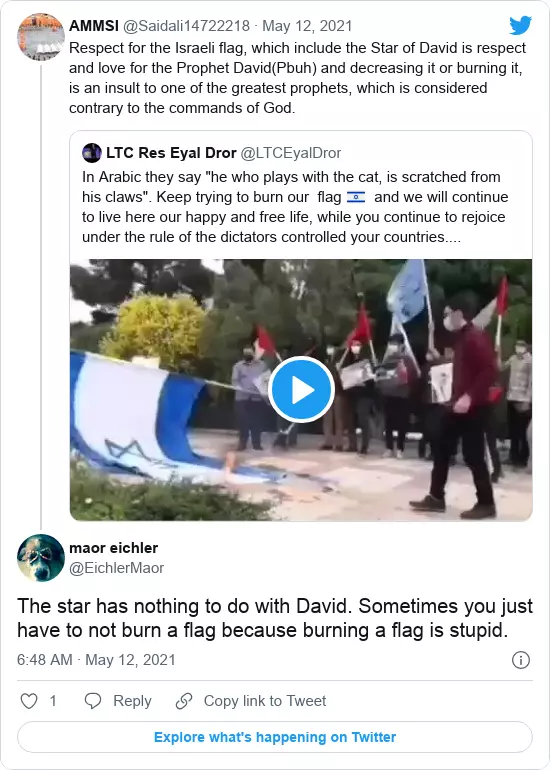 AMMSI @Saidali14722218 · May 12, 2021
Respect for the Israeli flag, which include the Star of David is respect
and love for the Prophet David(Pbuh) and decreasing it or burning it,
is an insult to one of the greatest prophets, which is considered
contrary to the commands of God.
LTC Res Eyal Dror @LTCEyalDror
In Arabic they say "he who plays with the cat, is scratched from
his claws". Keep trying to burn our flag 🇮🇱 and we will continue
to live here our happy and free life, while you continue to rejoice
under the rule of the dictators controlled your countries....
maor eichler
@EichlerMaor
The star has nothing to do with David. Sometimes you just
have to not burn a flag because burning a flag is stupid.
6:48 AM · May 12, 2021
1 Reply Copy link to Tweet
Explore what's happening on Twitter